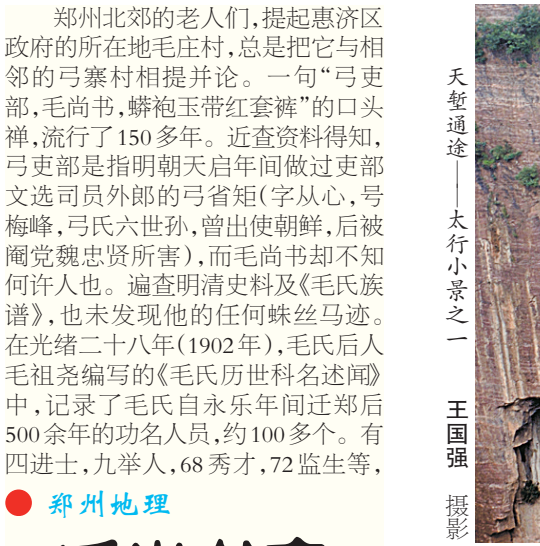 郑州北郊的老人们,提起惠济区
政府的所在地毛庄村,总是把它与相
邻的弓寨村相提并论。一句“弓吏
部,毛尚书,蟒袍玉带红套裤”的口头
禅,流行了150多年。近查资料得知,
弓吏部是指明朝天启年间做过吏部
文选司员外郎的弓省矩(字从心,号
梅峰,弓氏六世孙,曾出使朝鲜,后被
阉党魏忠贤所害),而毛尚书却不知
何许人也。遍查明清史料及《毛氏族
谱》,也未发现他的任何蛛丝马迹。
在光绪二十八年(1902年),毛氏后人
毛祖尧编写的《毛氏历世科名述闻》
中,记录了毛氏自永乐年间迁郑后
500余年的功名人员,约100多个。有
四进士,九举人,68秀才,72监生等,
郑州地理
天堑通途——太行小景之一 王国强 摄影